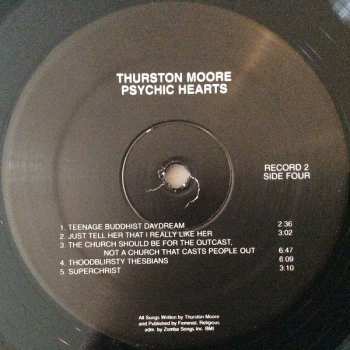 THURSTON MOORE
PSYCHIC HEARTS
RECORD 2
SIDE FOUR
1. TEENAGE BUDDHIST DAYDREAM 2:36
2. JUST TELL HER THAT I REALLY LIKE HER 3:02
3. THE CHURCH SHOULD BE FOR THE OUTCAST,
NOT A CHURCH THAT CASTS PEOPLE OUT 6:47
4. THOODBLIRSTY THESBIANS 6:09
5. SUPERCHRIST 3:10
All Songs Written by Thurston Moore
and Published by Feminist, Religious,
adm. by Zomba Songs Inc. BMI